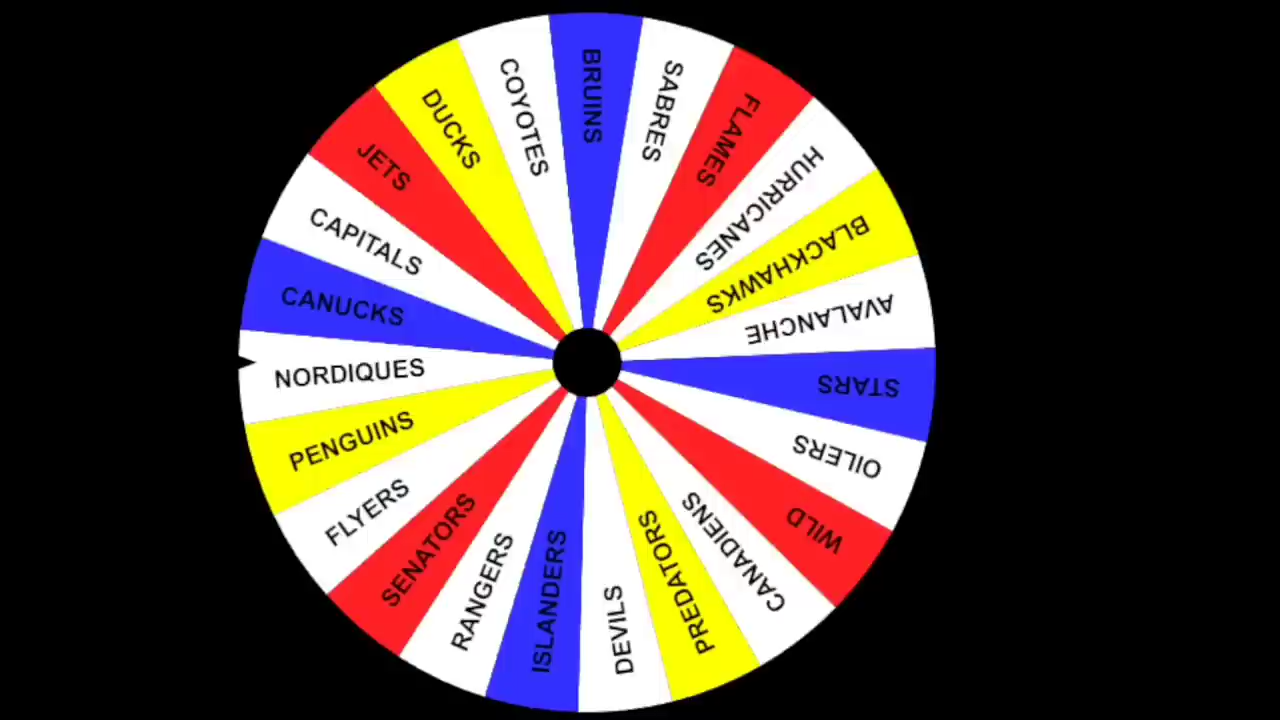 BRUINS
SABRES
FLAMES
HURRICANES
BLACKHAWKS
AVALANCHE
STARS
OILERS
WILD
CANADIENS
PREDATORS
DEVILS
ISLANDERS
RANGERS
SENATORS
FLYERS
PENGUINS
NORDIQUES
CANUCKS
CAPITALS
JETS
DUCKS
COYOTES